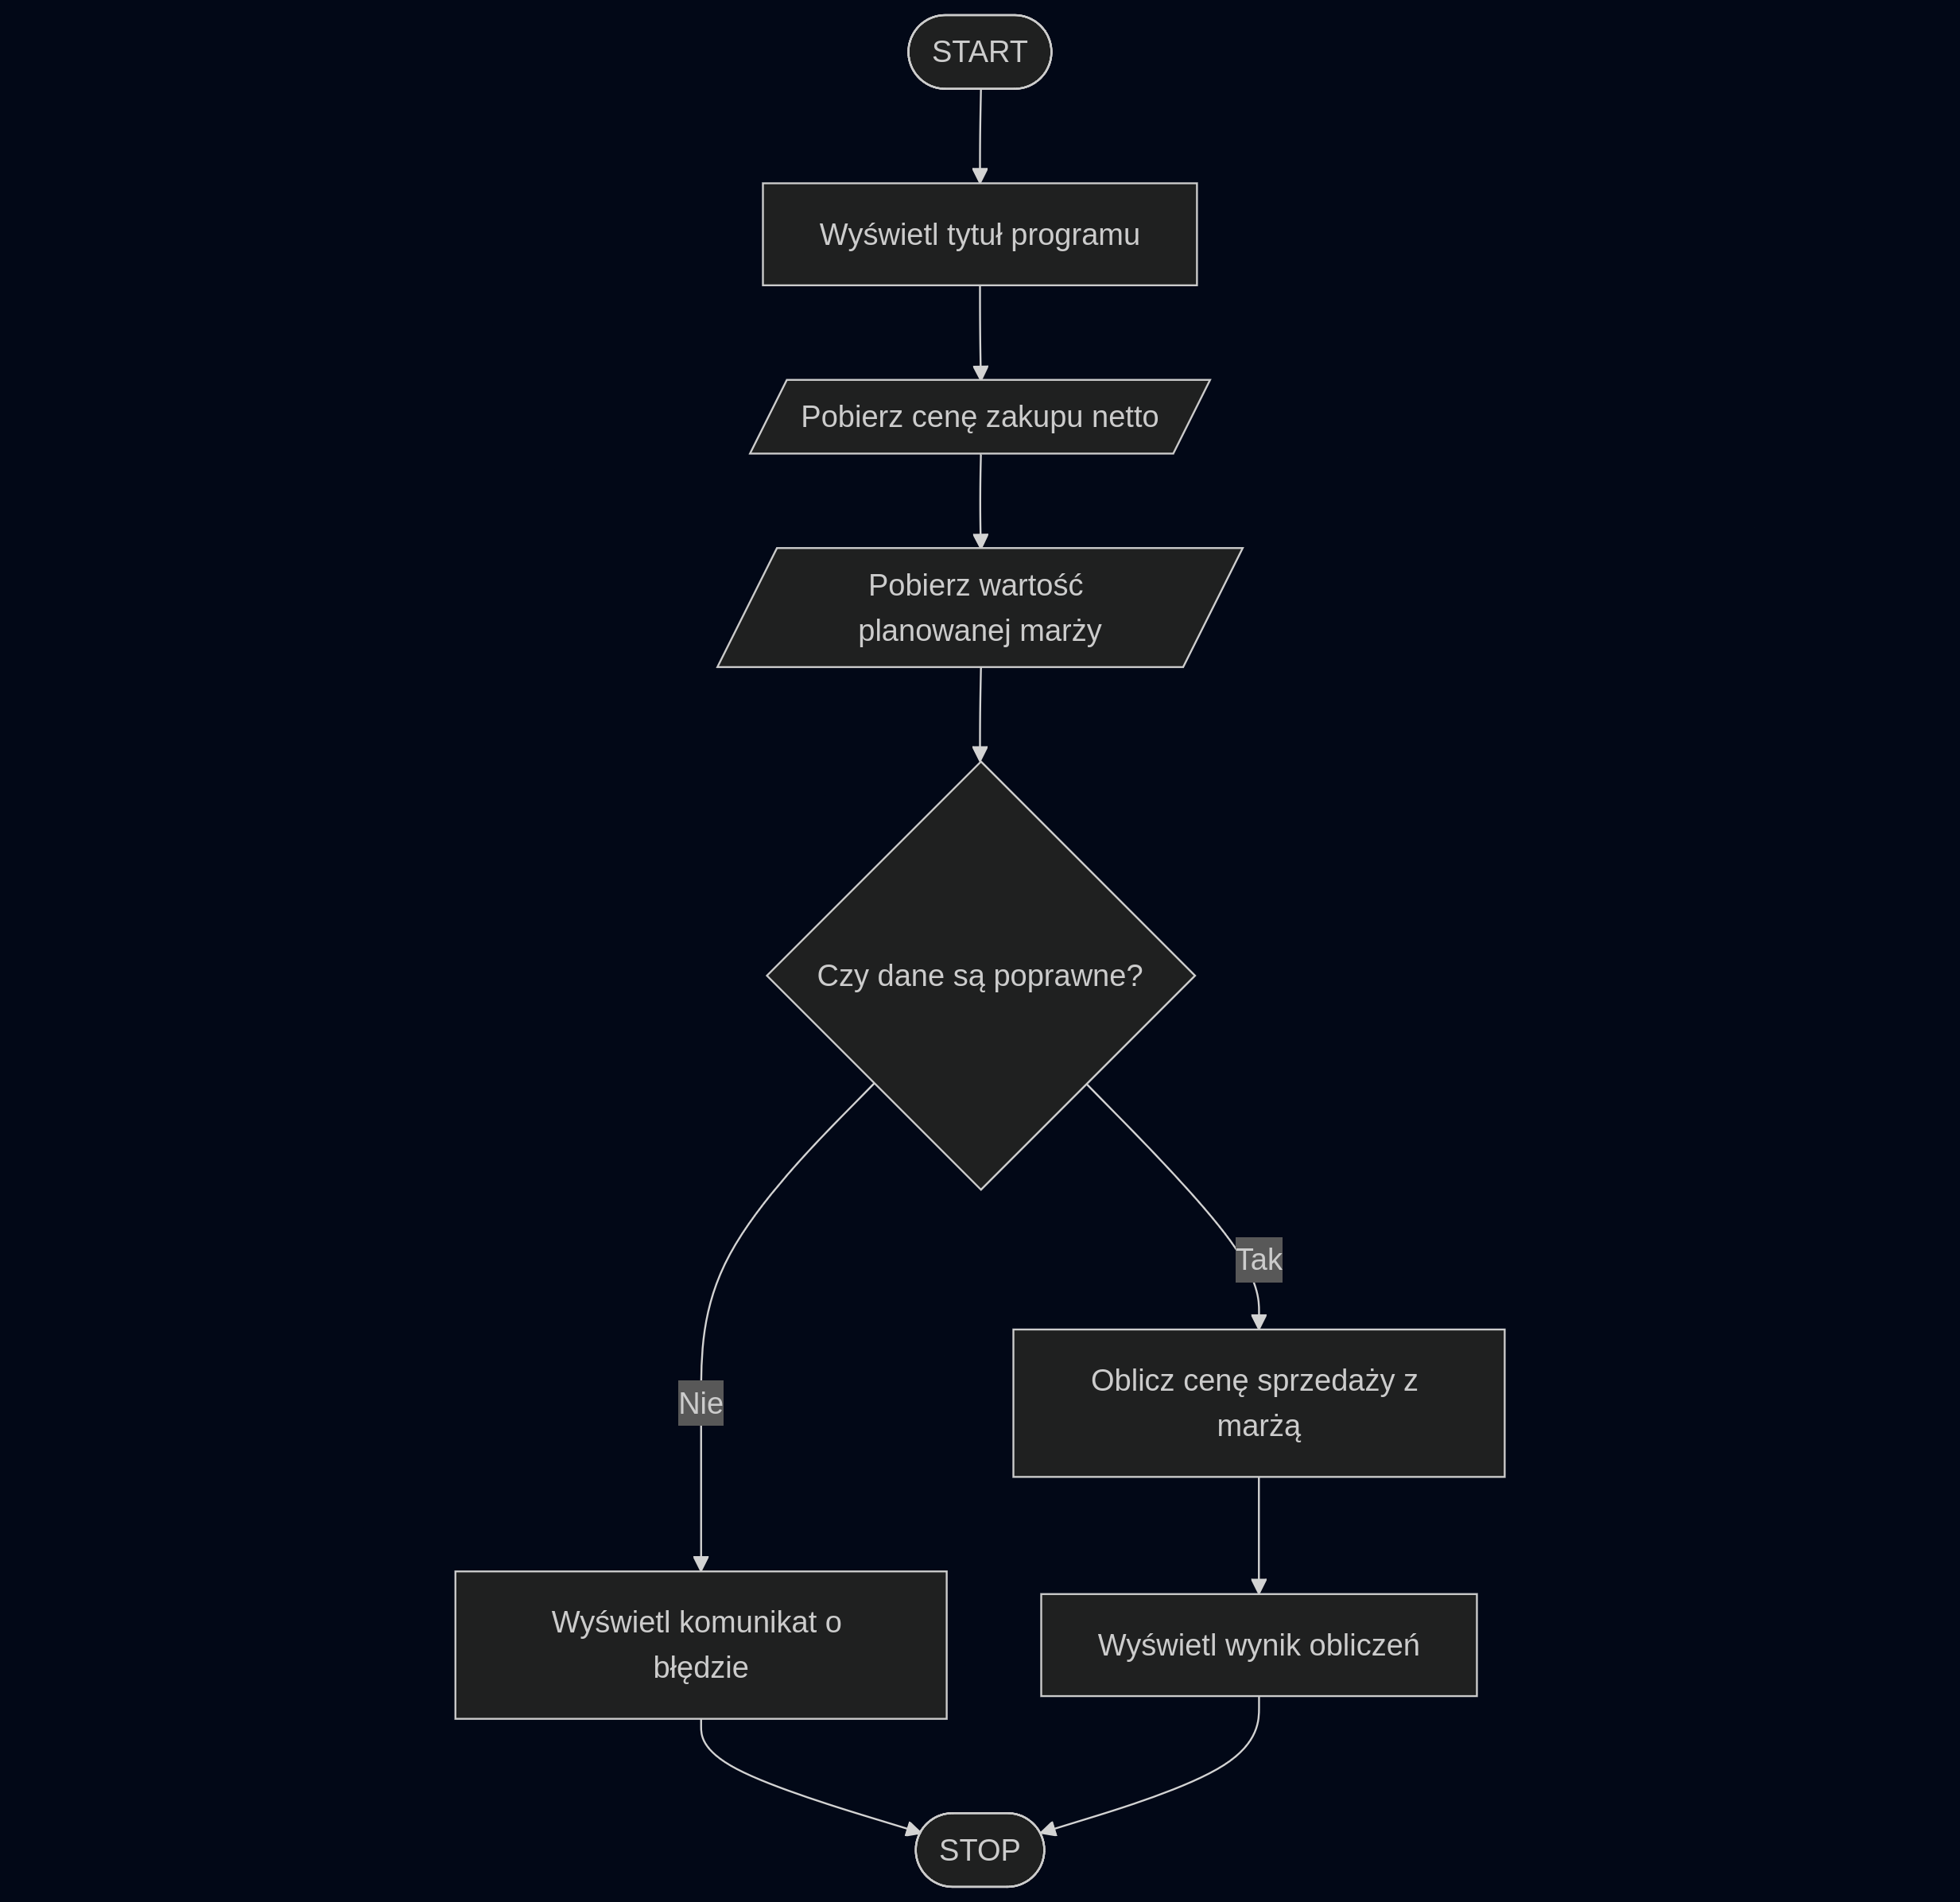 START
Wyświetl tytuł programu
Pobierz cenę zakupu netto
Pobierz wartość
planowanej marży
Czy dane są poprawne?
Tak
Nie
Oblicz cenę sprzedaży z
marżą
Wyświetl komunikat o
błędzie
Wyświetl wynik obliczeń
STOP